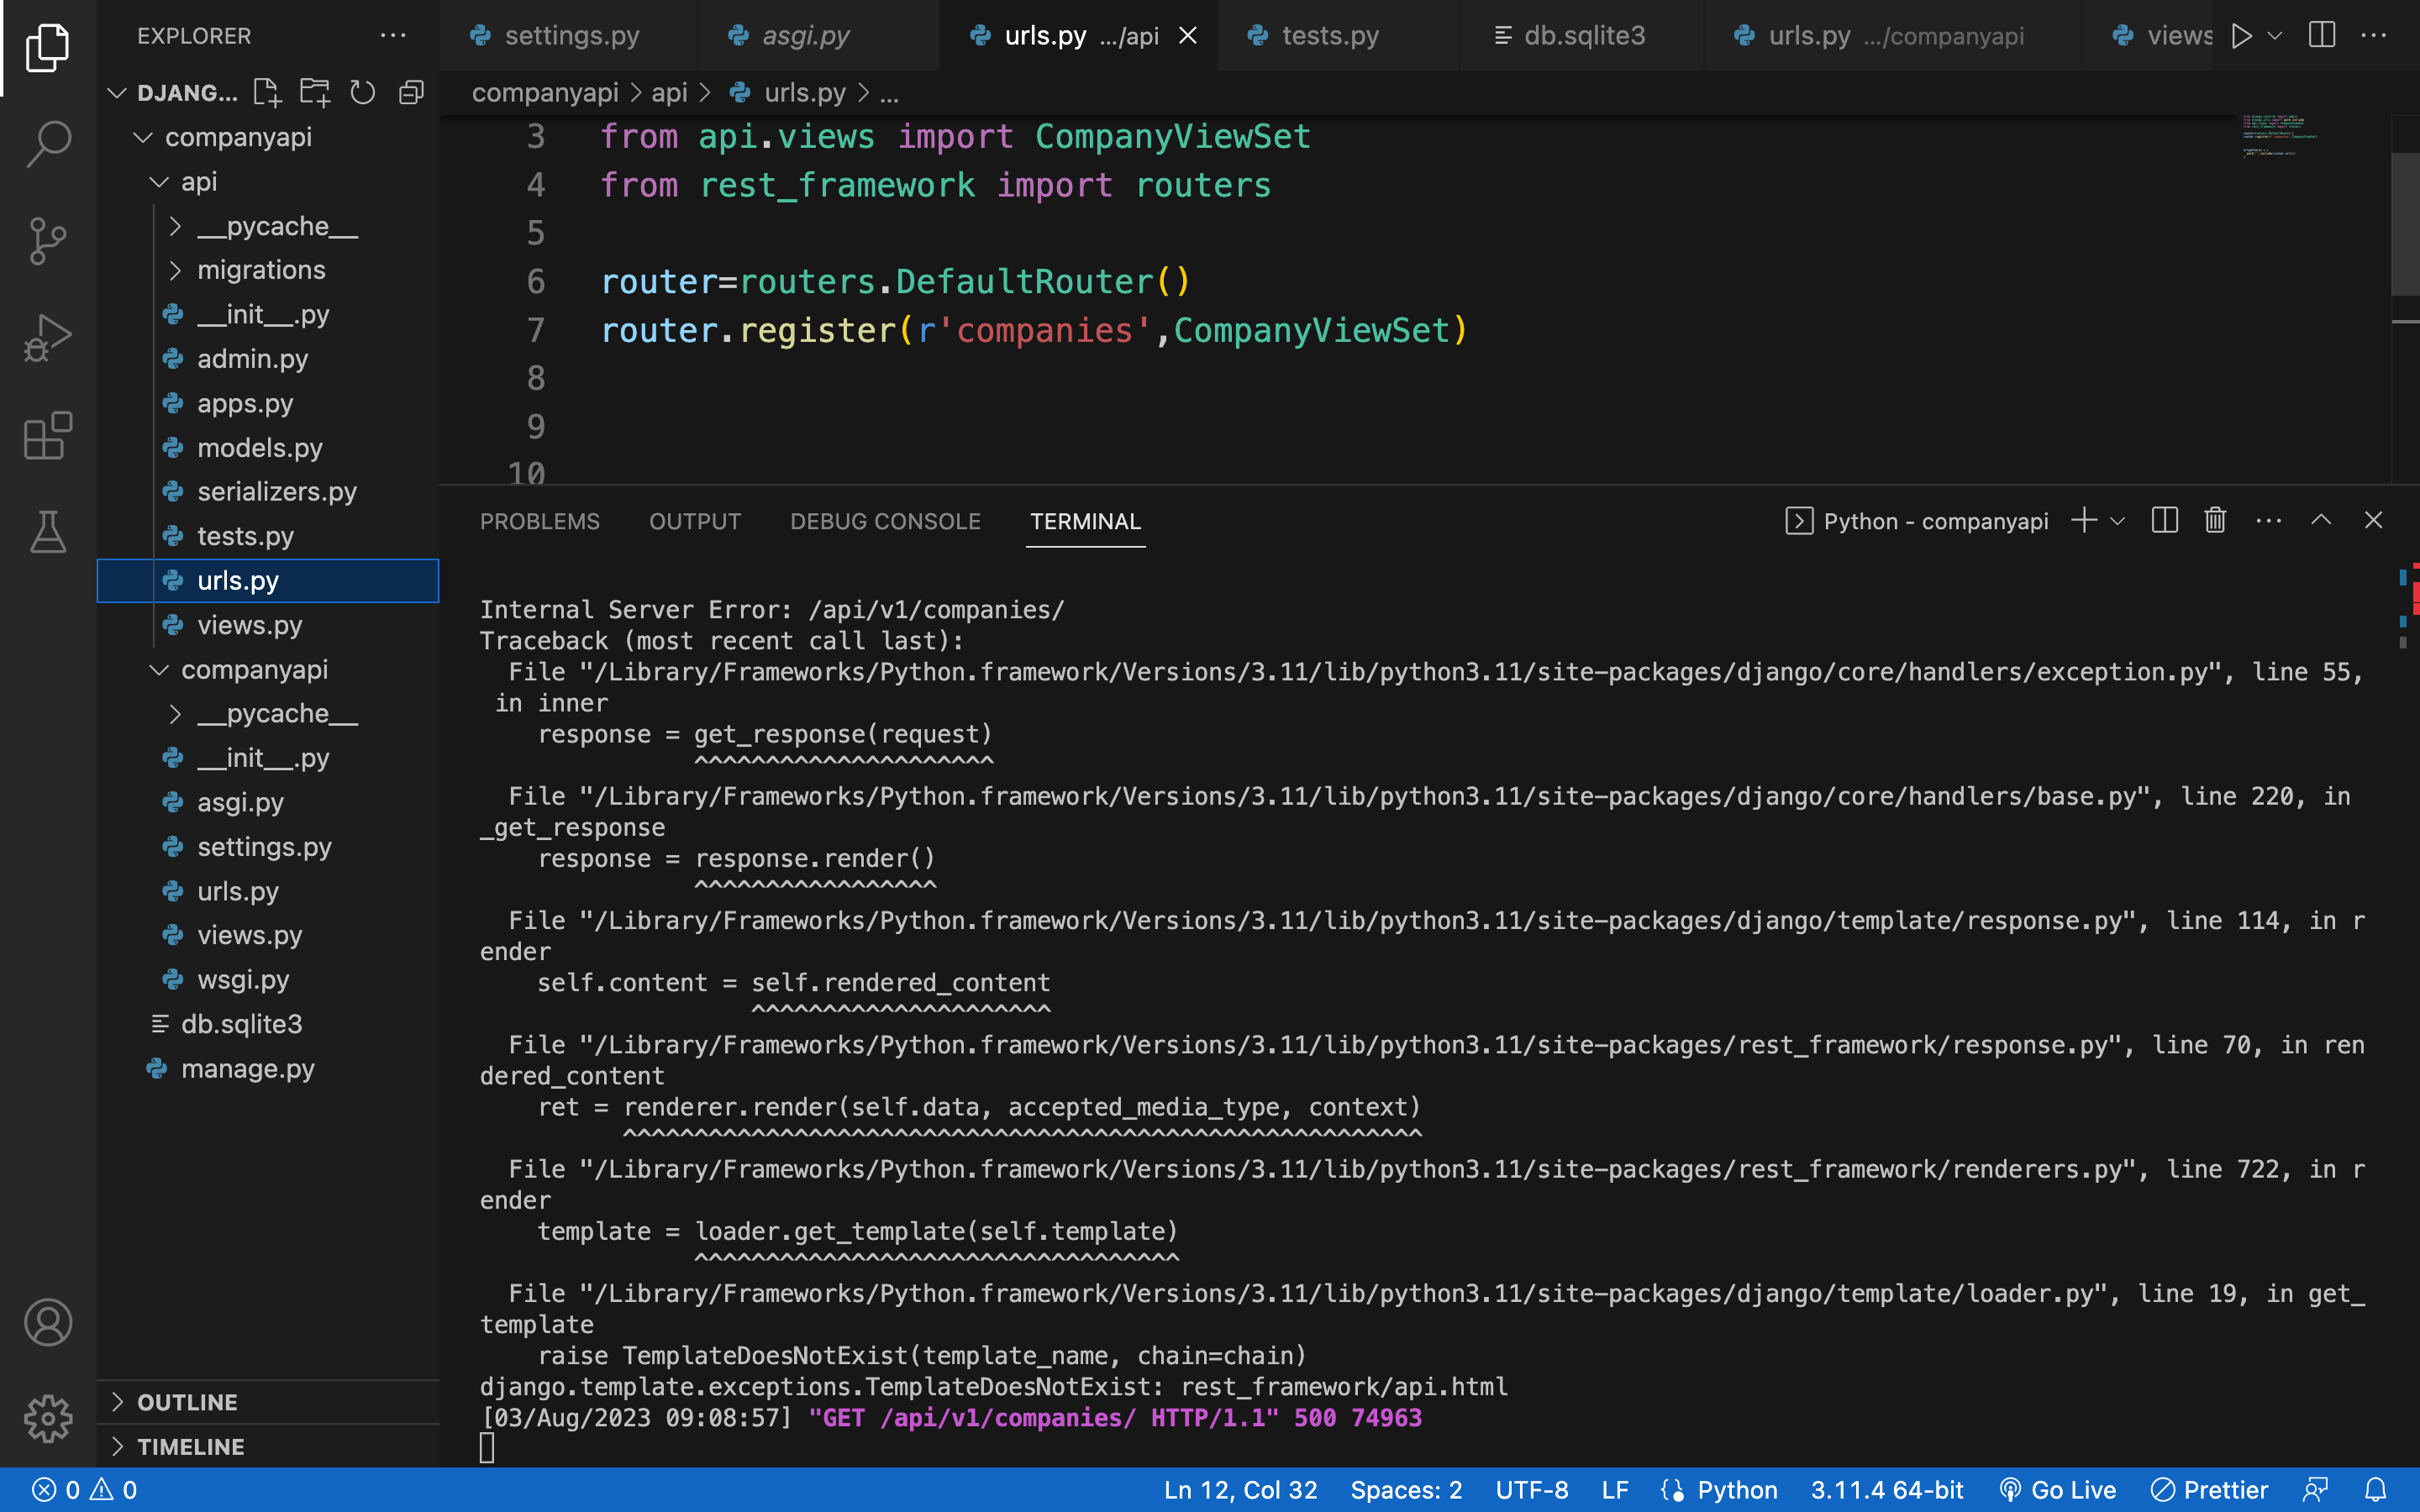 EXPLORER
DJANG...
companyapi
api
__pycache__
migrations
__init__.py
admin.py
apps.py
models.py
serializers.py
tests.py
urls.py
views.py
companyapi
__pycache__
__init__.py
asgi.py
settings.py
urls.py
views.py
wsgi.py
db.sqlite3
manage.py
OUTLINE
TIMELINE
settings.py asgi.py urls.py .../api tests.py db.sqlite3 urls.py .../companyapi views
companyapi > api > urls.py > ...
3 from api.views import CompanyViewSet
4 from rest_framework import routers
5
6 router=routers.DefaultRouter()
7 router.register(r'companies',CompanyViewSet)
8
9
10
PROBLEMS OUTPUT DEBUG CONSOLE TERMINAL Python - companyapi
Internal Server Error: /api/v1/companies/
Traceback (most recent call last):
  File "/Library/Frameworks/Python.framework/Versions/3.11/lib/python3.11/site-packages/django/core/handlers/exception.py", line 55,
 in inner
    response = get_response(request)
               ^^^^^^^^^^^^^^^^^^^^^
  File "/Library/Frameworks/Python.framework/Versions/3.11/lib/python3.11/site-packages/django/core/handlers/base.py", line 220, in
_get_response
    response = response.render()
               ^^^^^^^^^^^^^^^^^
  File "/Library/Frameworks/Python.framework/Versions/3.11/lib/python3.11/site-packages/django/template/response.py", line 114, in r
ender
    self.content = self.rendered_content
                   ^^^^^^^^^^^^^^^^^^^^^
  File "/Library/Frameworks/Python.framework/Versions/3.11/lib/python3.11/site-packages/rest_framework/response.py", line 70, in ren
dered_content
    ret = renderer.render(self.data, accepted_media_type, context)
          ^^^^^^^^^^^^^^^^^^^^^^^^^^^^^^^^^^^^^^^^^^^^^^^^^^^^^^^^
  File "/Library/Frameworks/Python.framework/Versions/3.11/lib/python3.11/site-packages/rest_framework/renderers.py", line 722, in r
ender
    template = loader.get_template(self.template)
               ^^^^^^^^^^^^^^^^^^^^^^^^^^^^^^^^^^
  File "/Library/Frameworks/Python.framework/Versions/3.11/lib/python3.11/site-packages/django/template/loader.py", line 19, in get_
template
    raise TemplateDoesNotExist(template_name, chain=chain)
django.template.exceptions.TemplateDoesNotExist: rest_framework/api.html
[03/Aug/2023 09:08:57] "GET /api/v1/companies/ HTTP/1.1" 500 74963
0 0 Ln 12, Col 32 Spaces: 2 UTF-8 LF Python 3.11.4 64-bit Go Live Prettier